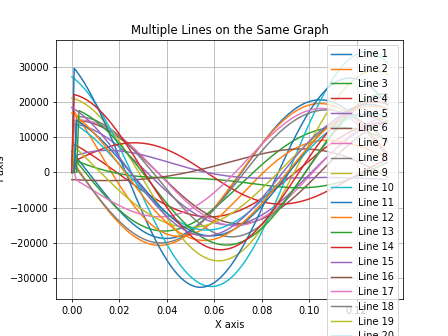 Multiple Lines on the Same Graph
30000
20000
10000
0
−10000
−20000
−30000
0.00
0.02
0.04
0.06
0.08
0.10
X axis
Line 1
Line 2
Line 3
Line 4
Line 5
Line 6
Line 7
Line 8
Line 9
Line 10
Line 11
Line 12
Line 13
Line 14
Line 15
Line 16
Line 17
Line 18
Line 19
Line 20